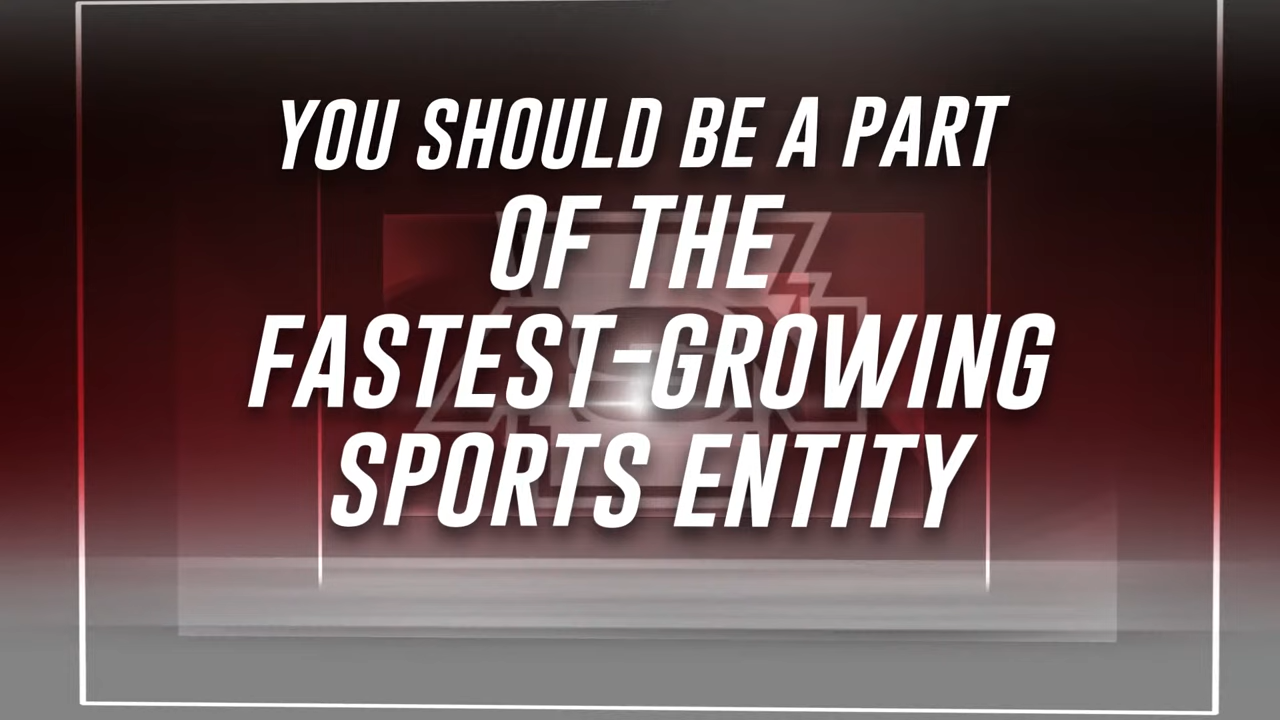 YOU SHOULD BE A PART
OF THE
FASTEST-GROWING
SPORTS ENTITY